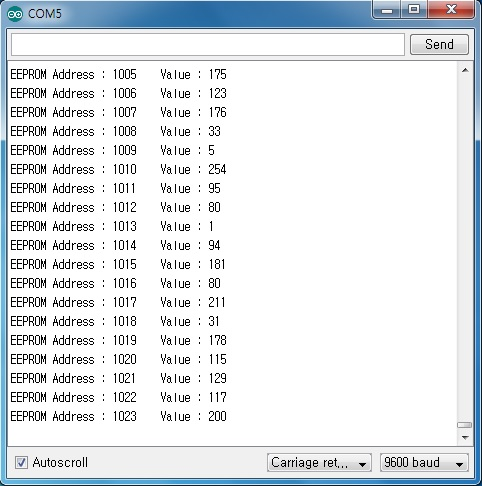 COM5
Send
EEPROM Address : 1005 Value : 175
EEPROM Address : 1006 Value : 123
EEPROM Address : 1007 Value : 176
EEPROM Address : 1008 Value : 33
EEPROM Address : 1009 Value : 5
EEPROM Address : 1010 Value : 254
EEPROM Address : 1011 Value : 95
EEPROM Address : 1012 Value : 80
EEPROM Address : 1013 Value : 1
EEPROM Address : 1014 Value : 94
EEPROM Address : 1015 Value : 181
EEPROM Address : 1016 Value : 80
EEPROM Address : 1017 Value : 211
EEPROM Address : 1018 Value : 31
EEPROM Address : 1019 Value : 178
EEPROM Address : 1020 Value : 115
EEPROM Address : 1021 Value : 129
EEPROM Address : 1022 Value : 117
EEPROM Address : 1023 Value : 200
Autoscroll Carriage ret... 9600 baud